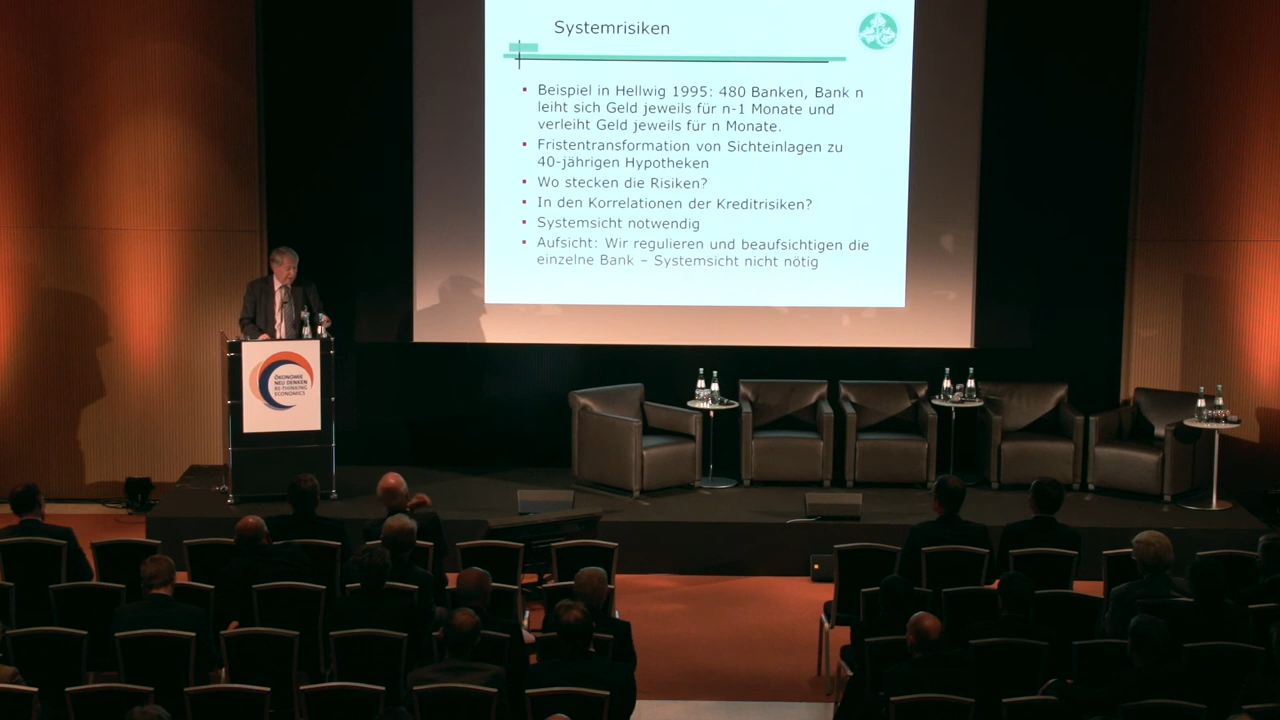 Systemrisiken
Beispiel in Hellwig 1995: 480 Banken, Bank n
leiht sich Geld jeweils für n-1 Monate und
verleiht Geld jeweils für n Monate.
Fristentransformation von Sichteinlagen zu
40-jährigen Hypotheken
Wo stecken die Risiken?
In den Korrelationen der Kreditrisiken?
Systemsicht notwendig
Aufsicht: Wir regulieren und beaufsichtigen die
einzelne Bank – Systemsicht nicht nötig
ÖKONOMIE
NEU DENKEN
RE-THINKING
ECONOMICS